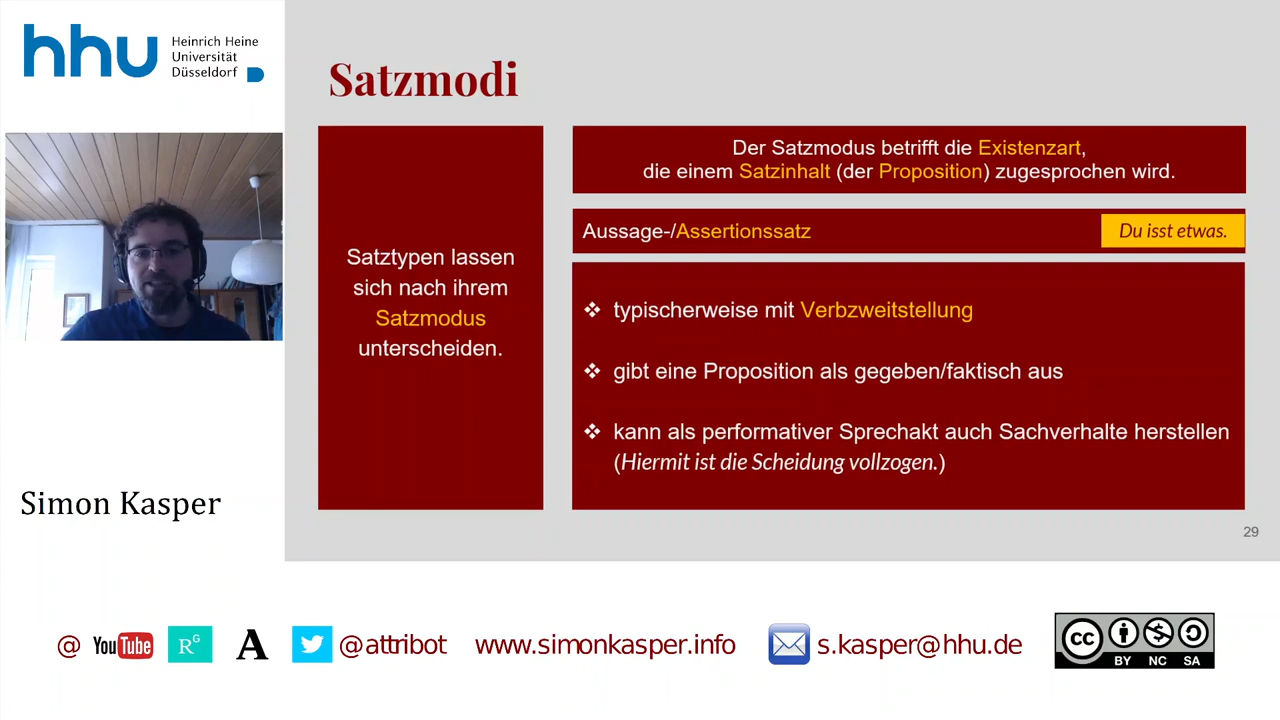 hhu Heinrich Heine
Universität
Düsseldorf
Satzmodi
Satztypen lassen
sich nach ihrem
Satzmodus
unterscheiden.
Der Satzmodus betrifft die Existenzart,
die einem Satzinhalt (der Proposition) zugesprochen wird.
Aussage-/Assertionssatz
Du isst etwas.
❖ typischerweise mit Verbzweitstellung
❖ gibt eine Proposition als gegeben/faktisch aus
❖ kann als performativer Sprechakt auch Sachverhalte herstellen
(Hiermit ist die Scheidung vollzogen.)
29
Simon Kasper
@ YouTube RG A @attribot www.simonkasper.info s.kasper@hhu.de
cc BY NC SA